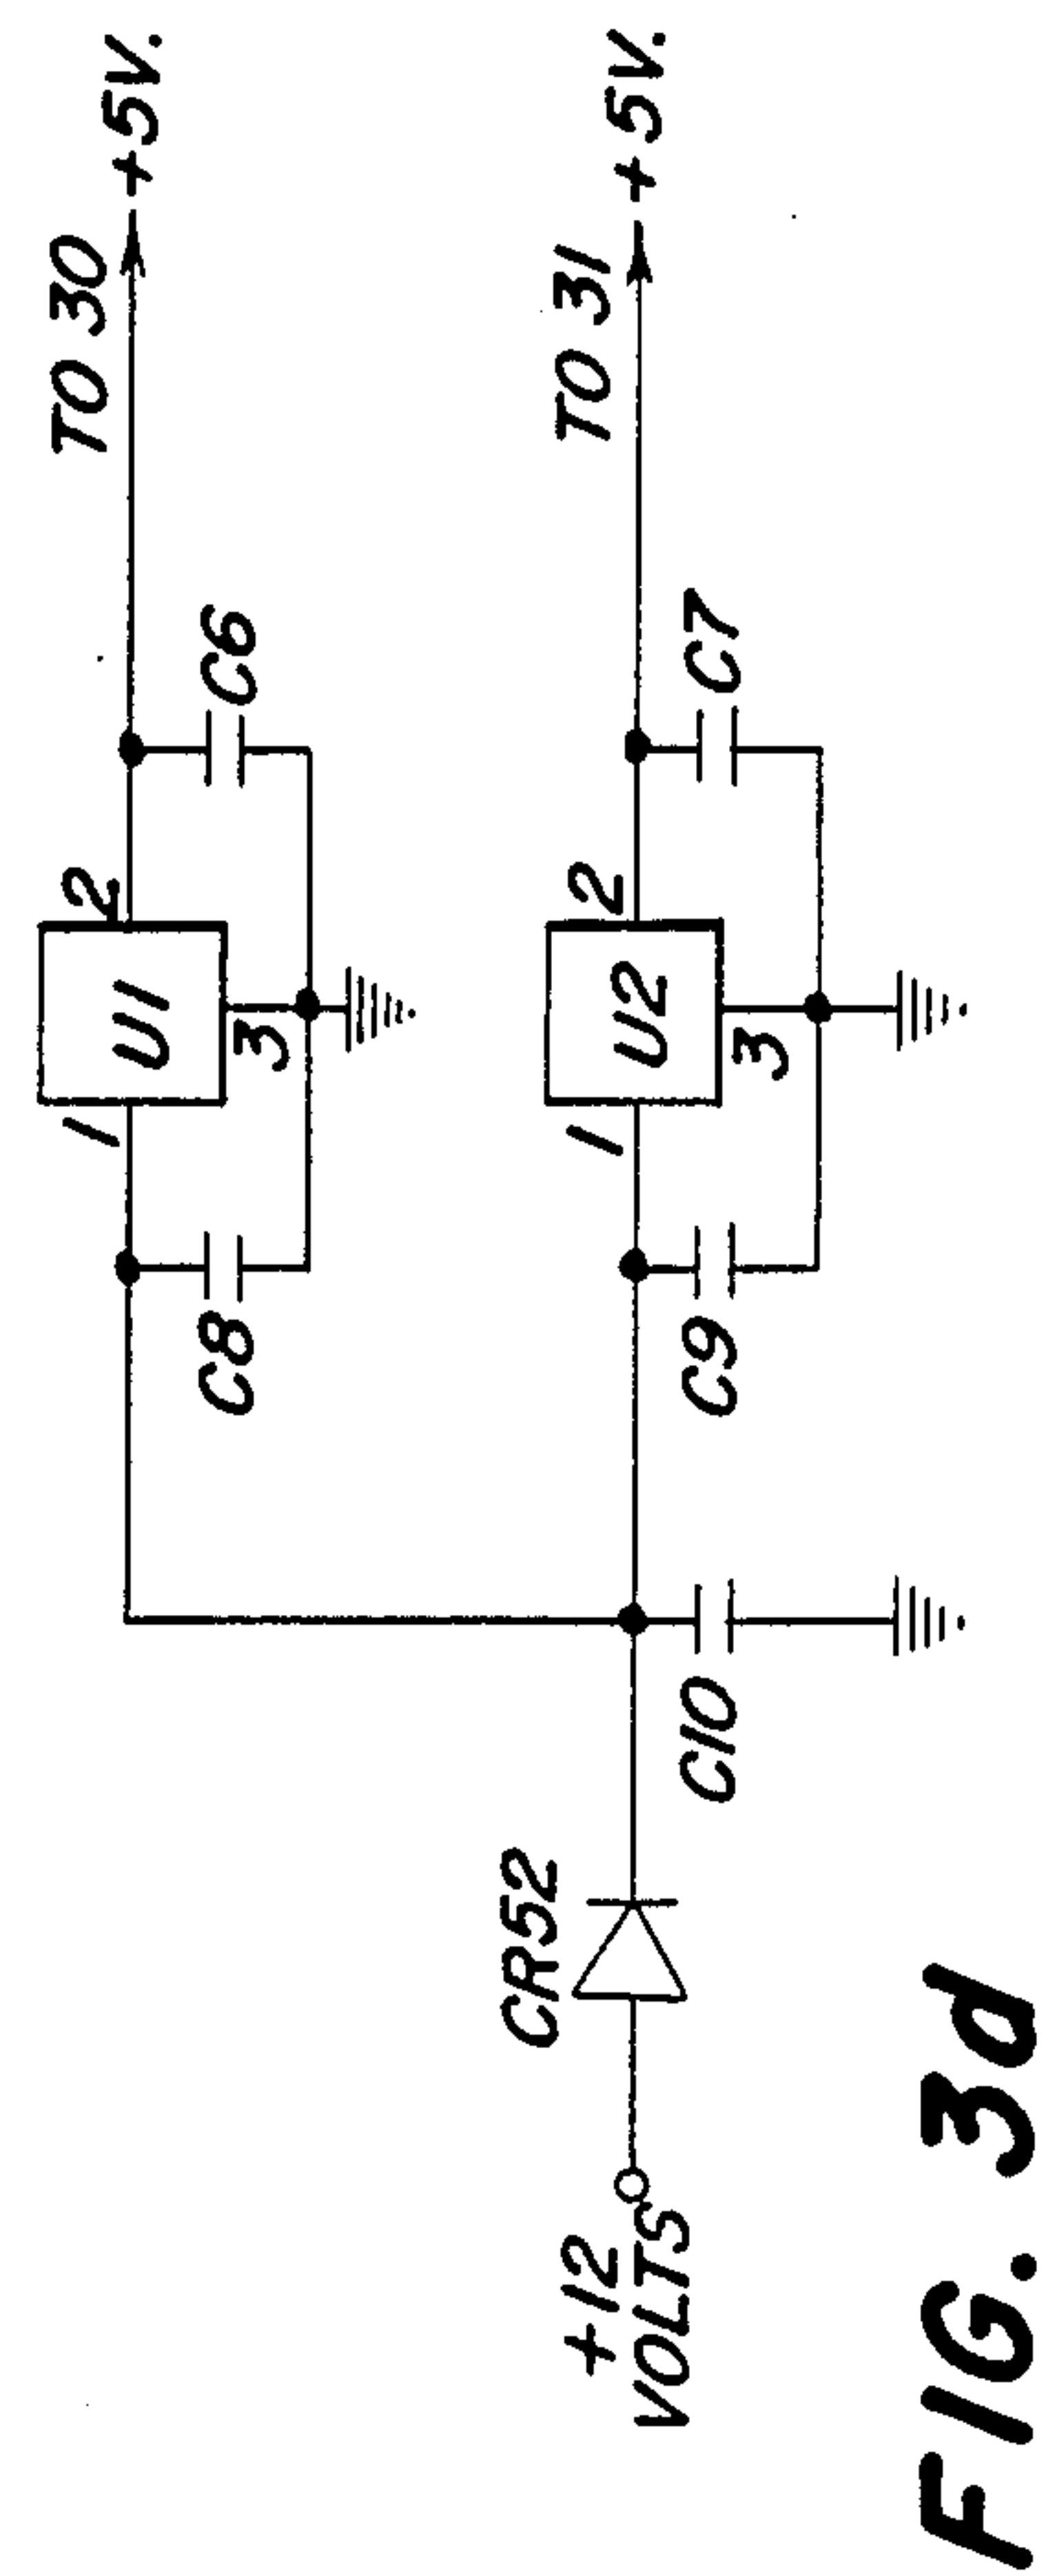 TO 30
+5V.
1
U1
2
3
C8
C6
TO 31
+5V.
CR52
1
U2
2
3
+12
VOLTS
C10
C9
C7
FIG. 3d